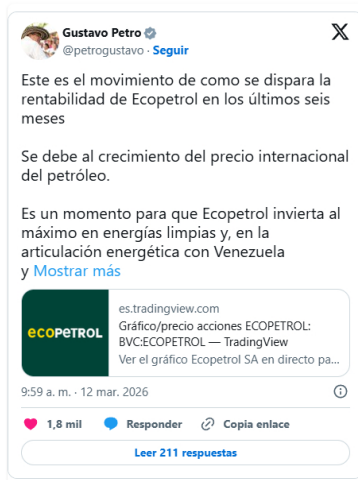 Gustavo Petro
@petrogustavo · Seguir
X
Este es el movimiento de como se dispara la
rentabilidad de Ecopetrol en los últimos seis
meses
Se debe al crecimiento del precio internacional
del petróleo.
Es un momento para que Ecopetrol invierta al
máximo en energías limpias y, en la
articulación energética con Venezuela
y Mostrar más
ecopetrol
es.tradingview.com
Gráfico/precio acciones ECOPETROL:
BVC:ECOPETROL — TradingView
Ver el gráfico Ecopetrol SA en directo pa...
9:59 a. m. · 12 mar. 2026
1,8 mil Responder Copia enlace
Leer 211 respuestas